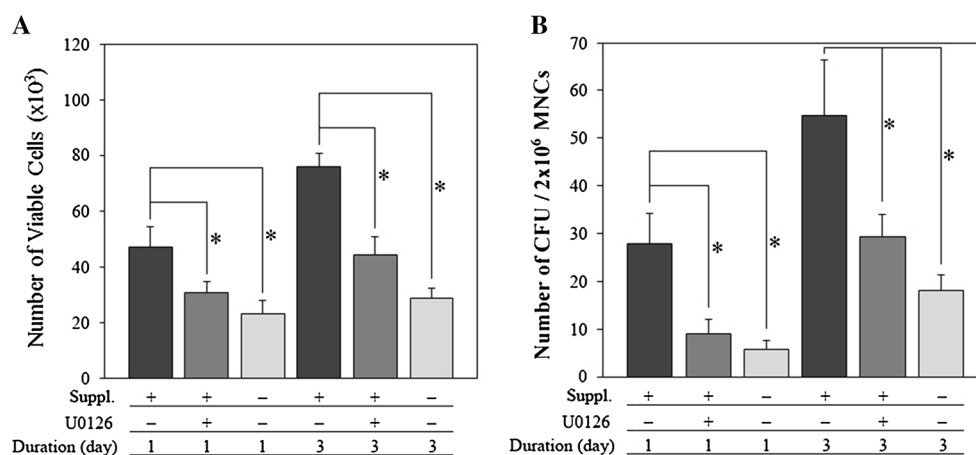 A
Number of Viable Cells (x10³)
120
100
80
60
40
20
0
* * * *
Suppl. + + − + + −
U0126 − + − − + −
Duration (day) 1 1 1 3 3 3
B
Number of CFU / 2x10⁶ MNCs
70
60
50
40
30
20
10
0
* * * *
Suppl. + + − + + −
U0126 − + − − + −
Duration (day) 1 1 1 3 3 3